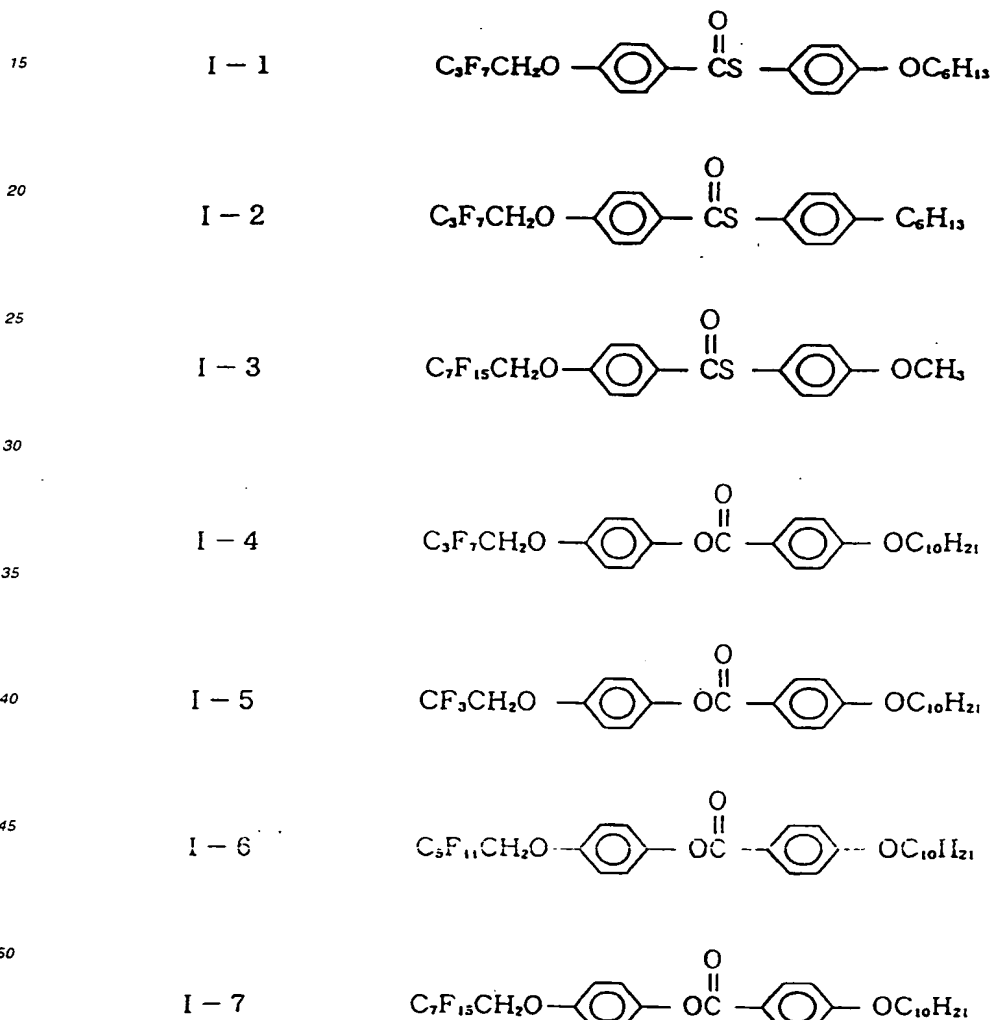 15 I – 1 C₃F₇CH₂O O CS OC₆H₁₃
20 I – 2 C₃F₇CH₂O O CS C₆H₁₃
25 I – 3 C₇F₁₅CH₂O O CS OCH₃
30
I – 4 C₃F₇CH₂O O OC OC₁₀H₂₁
35
40 I – 5 CF₃CH₂O O OC OC₁₀H₂₁
45 I – 6 C₅F₁₁CH₂O O OC OC₁₀H₂₁
50
I – 7 C₇F₁₅CH₂O O OC OC₁₀H₂₁